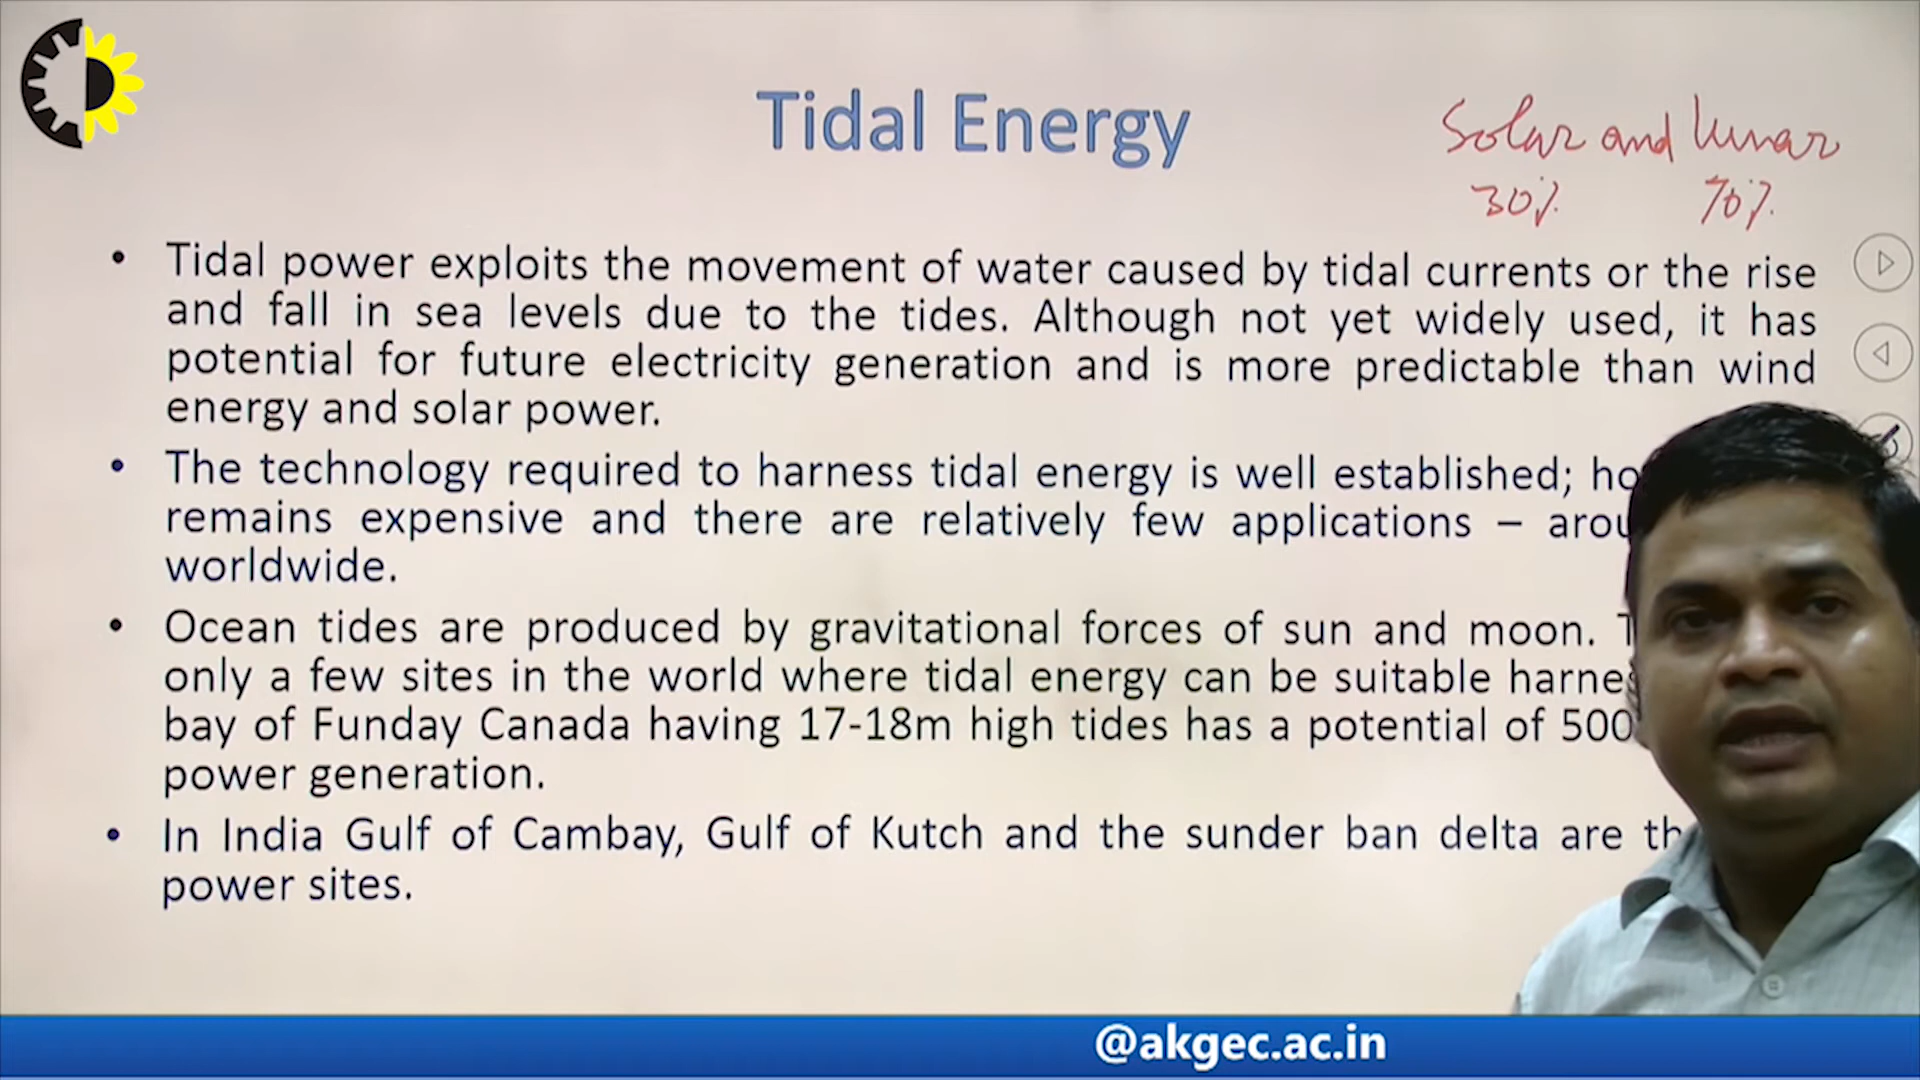 Tidal Energy
Solar and lunar
30% 70%
• Tidal power exploits the movement of water caused by tidal currents or the rise
and fall in sea levels due to the tides. Although not yet widely used, it has
potential for future electricity generation and is more predictable than wind
energy and solar power.
• The technology required to harness tidal energy is well established;
remains expensive and there are relatively few applications –
worldwide.
• Ocean tides are produced by gravitational forces of sun and moon.
only a few sites in the world where tidal energy can be suitable
bay of Funday Canada having 17-18m high tides has a potential of
power generation.
• In India Gulf of Cambay, Gulf of Kutch and the sunder ban delta are
power sites.
@akgec.ac.in